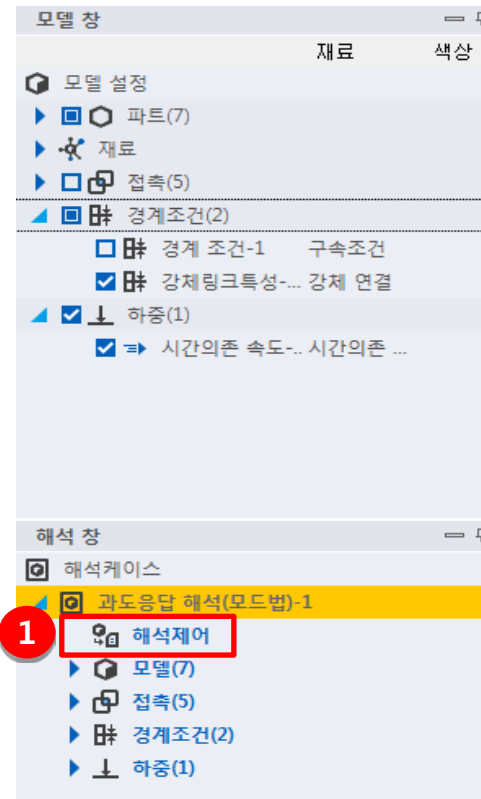 모델 창
재료 색상
모델 설정
파트(7)
재료
접촉(5)
경계조건(2)
경계 조건-1 구속조건
강체링크특성-... 강체 연결
하중(1)
시간의존 속도-.. 시간의존 ...
해석 창
해석케이스
과도응답 해석(모드법)-1
1 해석제어
모델(7)
접촉(5)
경계조건(2)
하중(1)